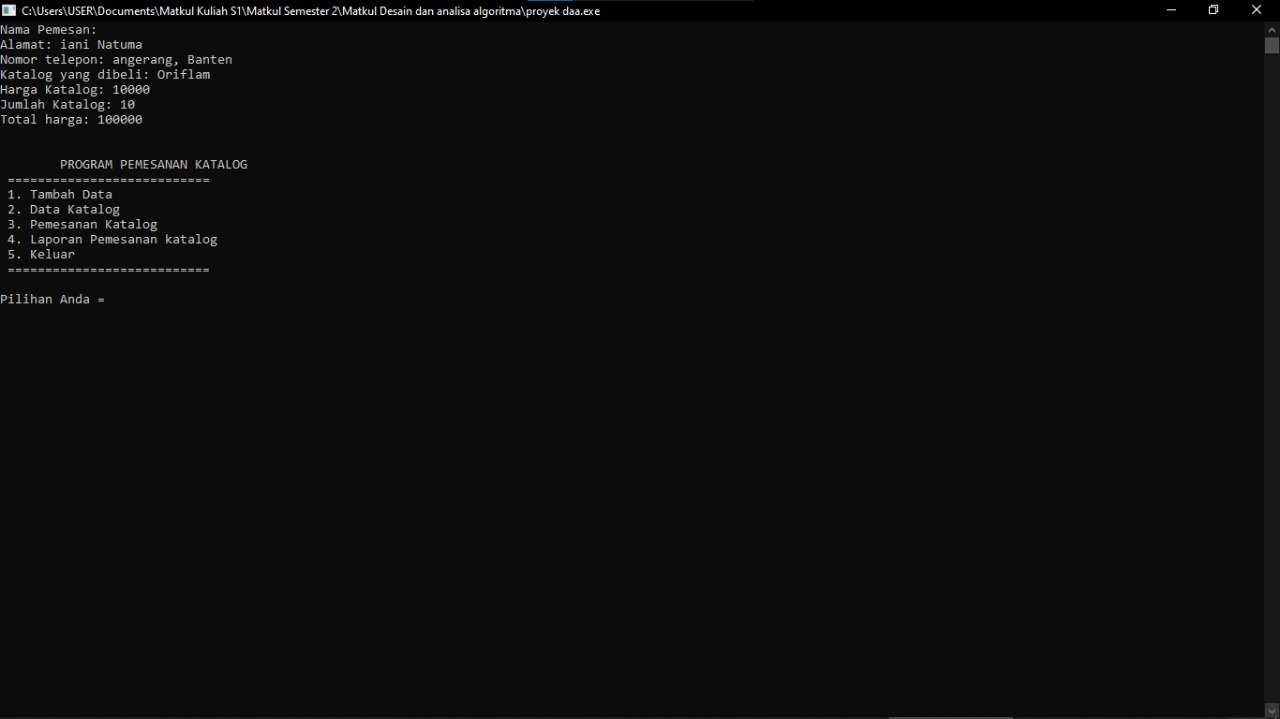 C:\Users\USER\Documents\Matkul Kuliah S1\Matkul Semester 2\Matkul Desain dan analisa algoritma\proyek daa.exe
Nama Pemesan:
Alamat: iani Natuma
Nomor telepon: angerang, Banten
Katalog yang dibeli: Oriflam
Harga Katalog: 10000
Jumlah Katalog: 10
Total harga: 100000
PROGRAM PEMESANAN KATALOG
===========================
1. Tambah Data
2. Data Katalog
3. Pemesanan Katalog
4. Laporan Pemesanan katalog
5. Keluar
===========================
Pilihan Anda =